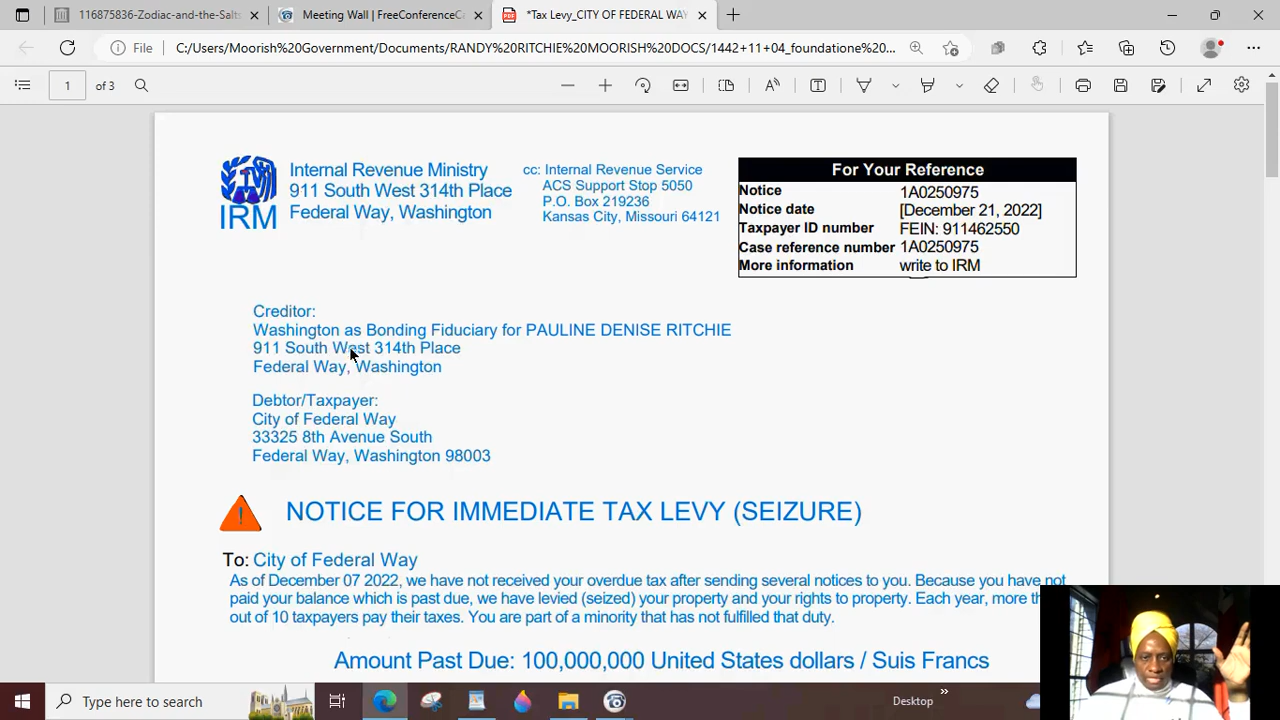 116875836-Zodiac-and-the-Salts
Meeting Wall | FreeConferenceC
*Tax Levy_CITY OF FEDERAL WAY
File
C:/Users/Moorish%20Government/Documents/RANDY%20RITCHIE%20MOORISH%20DOCS/1442+11+04_foundatione%20...
1 of 3
IRM
Internal Revenue Ministry
911 South West 314th Place
Federal Way, Washington
cc: Internal Revenue Service
ACS Support Stop 5050
P.O. Box 219236
Kansas City, Missouri 64121
For Your Reference
Notice 1A0250975
Notice date [December 21, 2022]
Taxpayer ID number FEIN: 911462550
Case reference number 1A0250975
More information write to IRM
Creditor:
Washington as Bonding Fiduciary for PAULINE DENISE RITCHIE
911 South West 314th Place
Federal Way, Washington
Debtor/Taxpayer:
City of Federal Way
33325 8th Avenue South
Federal Way, Washington 98003
NOTICE FOR IMMEDIATE TAX LEVY (SEIZURE)
To: City of Federal Way
As of December 07 2022, we have not received your overdue tax after sending several notices to you. Because you have not
paid your balance which is past due, we have levied (seized) your property and your rights to property. Each year, more th
out of 10 taxpayers pay their taxes. You are part of a minority that has not fulfilled that duty.
Amount Past Due: 100,000,000 United States dollars / Suis Francs
Type here to search
Desktop